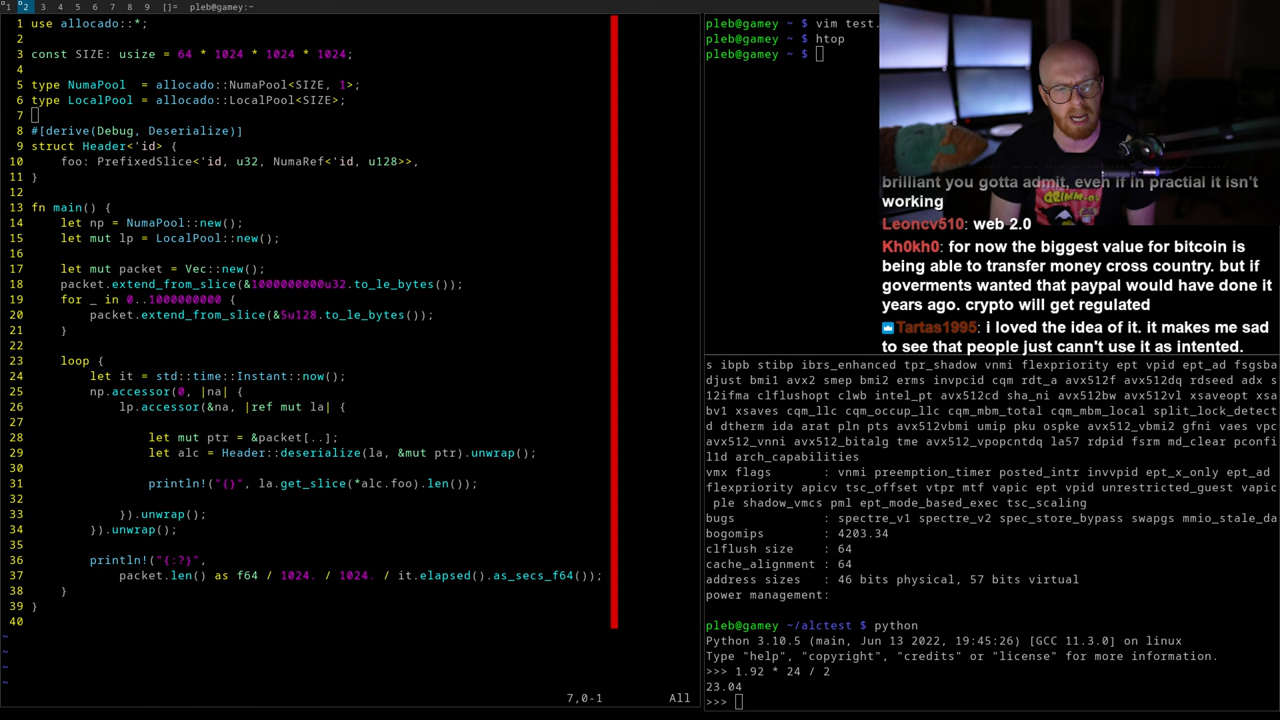 1 2 3 4 5 6 7 8 9 []= pleb@gamey:~
1 use allocado::*;
2
3 const SIZE: usize = 64 * 1024 * 1024 * 1024;
4
5 type NumaPool  = allocado::NumaPool<SIZE, 1>;
6 type LocalPool = allocado::LocalPool<SIZE>;
7
8 #[derive(Debug, Deserialize)]
9 struct Header<'id> {
10     foo: PrefixedSlice<'id, u32, NumaRef<'id, u128>>,
11 }
12
13 fn main() {
14     let np = NumaPool::new();
15     let mut lp = LocalPool::new();
16
17     let mut packet = Vec::new();
18     packet.extend_from_slice(&1000000000u32.to_le_bytes());
19     for _ in 0..1000000000 {
20         packet.extend_from_slice(&5u128.to_le_bytes());
21     }
22
23     loop {
24         let it = std::time::Instant::now();
25         np.accessor(0, |na| {
26             lp.accessor(&na, |ref mut la| {
27
28                 let mut ptr = &packet[..];
29                 let alc = Header::deserialize(la, &mut ptr).unwrap();
30
31                 println!("{}", la.get_slice(*alc.foo).len());
32
33             }).unwrap();
34         }).unwrap();
35
36         println!("{:?}",
37             packet.len() as f64 / 1024. / 1024. / it.elapsed().as_secs_f64());
38     }
39 }
40
~
~
~
~
7,0-1 All
pleb@gamey ~ $ vim test.
pleb@gamey ~ $ htop
pleb@gamey ~ $
brilliant you gotta admit, even if in practial it isn't
working
Leoncv510: web 2.0
Kh0kh0: for now the biggest value for bitcoin is
being able to transfer money cross country. but if
goverments wanted that paypal would have done it
years ago. crypto will get regulated
Tartas1995: i loved the idea of it. it makes me sad
to see that people just cann't use it as intented.
s ibpb stibp ibrs_enhanced tpr_shadow vnmi flexpriority ept vpid ept_ad fsgsba
djust bmi1 avx2 smep bmi2 erms invpcid cqm rdt_a avx512f avx512dq rdseed adx s
12ifma clflushopt clwb intel_pt avx512cd sha_ni avx512bw avx512vl xsaveopt xsa
bv1 xsaves cqm_llc cqm_occup_llc cqm_mbm_total cqm_mbm_local split_lock_detect
d dtherm ida arat pln pts avx512vbmi umip pku ospke avx512_vbmi2 gfni vaes vpc
avx512_vnni avx512_bitalg tme avx512_vpopcntdq la57 rdpid fsrm md_clear pconfi
l1d arch_capabilities
vmx flags : vnmi preemption_timer posted_intr invvpid ept_x_only ept_ad
flexpriority apicv tsc_offset vtpr mtf vapic ept vpid unrestricted_guest vapic
ple shadow_vmcs pml ept_mode_based_exec tsc_scaling
bugs : spectre_v1 spectre_v2 spec_store_bypass swapgs mmio_stale_da
bogomips : 4203.34
clflush size : 64
cache_alignment : 64
address sizes : 46 bits physical, 57 bits virtual
power management:
pleb@gamey ~/alctest $ python
Python 3.10.5 (main, Jun 13 2022, 19:45:26) [GCC 11.3.0] on linux
Type "help", "copyright", "credits" or "license" for more information.
>>> 1.92 * 24 / 2
23.04
>>>